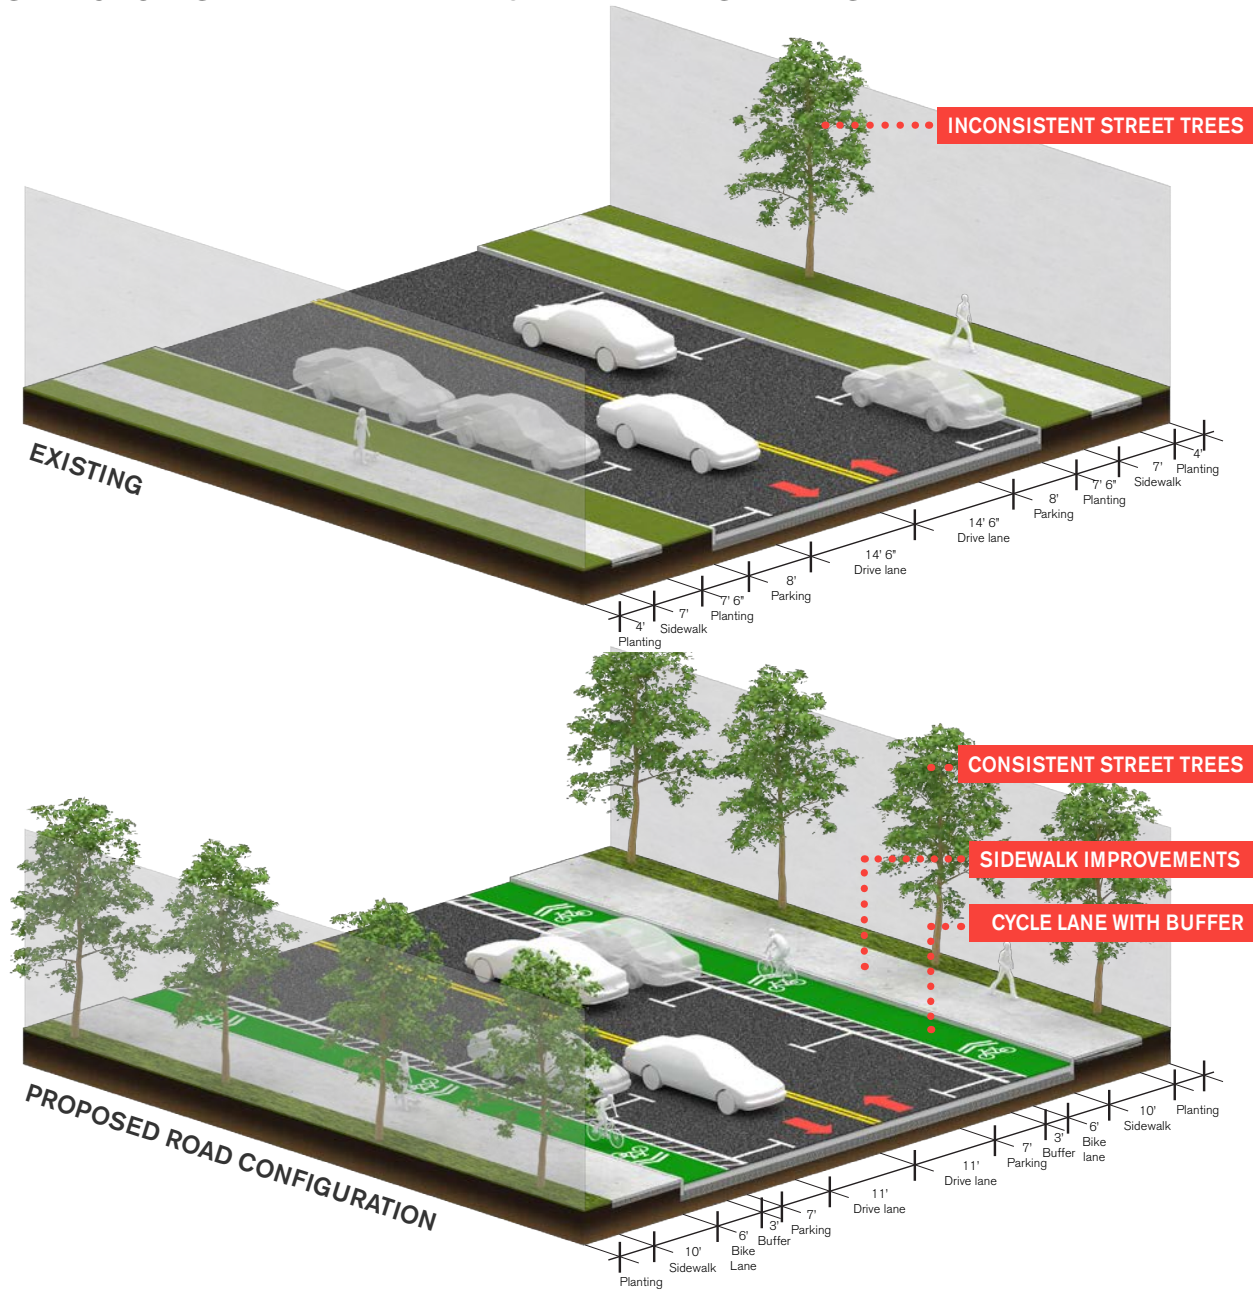 INCONSISTENT STREET TREES
EXISTING
4'
Planting
7'
Sidewalk
7' 6"
Planting
8'
Parking
14' 6"
Drive lane
14' 6"
Drive lane
8'
Parking
7' 6"
Planting
7'
Sidewalk
4'
Planting
CONSISTENT STREET TREES
SIDEWALK IMPROVEMENTS
CYCLE LANE WITH BUFFER
PROPOSED ROAD CONFIGURATION
Planting
10'
Sidewalk
6'
Bike
Lane
3'
Buffer
7'
Parking
11'
Drive lane
11'
Drive lane
7'
Parking
3'
Buffer
6'
Bike
lane
10'
Sidewalk
Planting